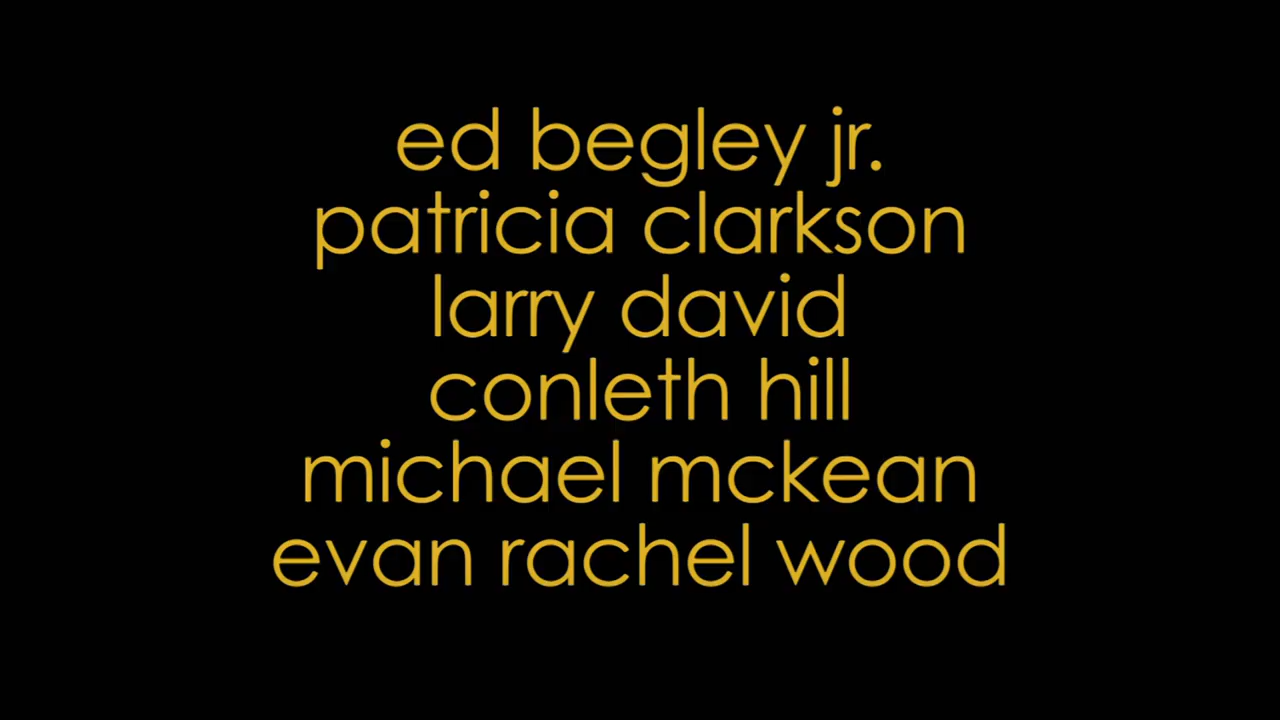 ed begley jr.
patricia clarkson
larry david
conleth hill
michael mckean
evan rachel wood